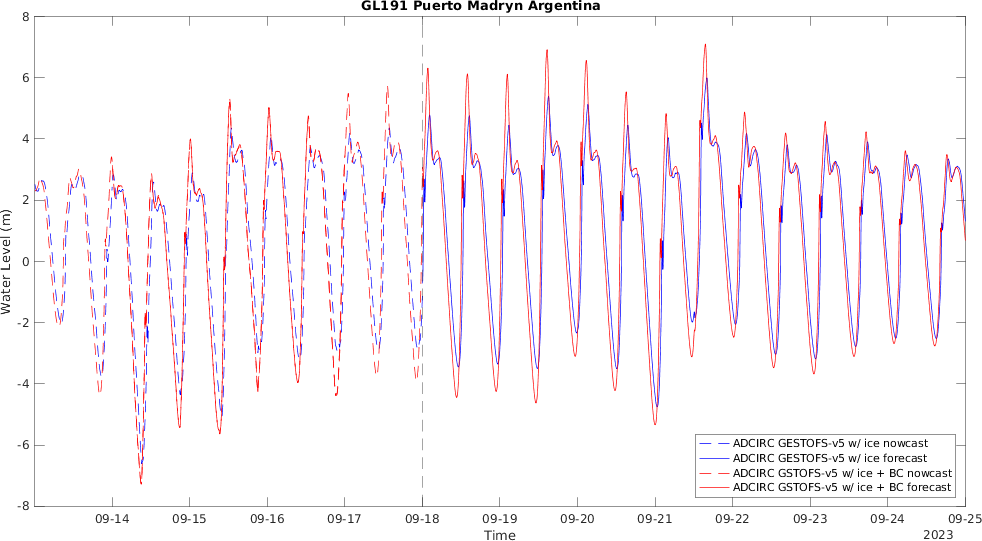 GL191 Puerto Madryn Argentina
8
6
4
2
0
-2
-4
-6
-8
Water Level (m)
ADCIRC GESTOFS-v5 w/ ice nowcast
ADCIRC GESTOFS-v5 w/ ice forecast
ADCIRC GSTOFS-v5 w/ ice + BC nowcast
ADCIRC GSTOFS-v5 w/ ice + BC forecast
09-14 09-15 09-16 09-17 09-18 09-19 09-20 09-21 09-22 09-23 09-24 09-25
Time
2023